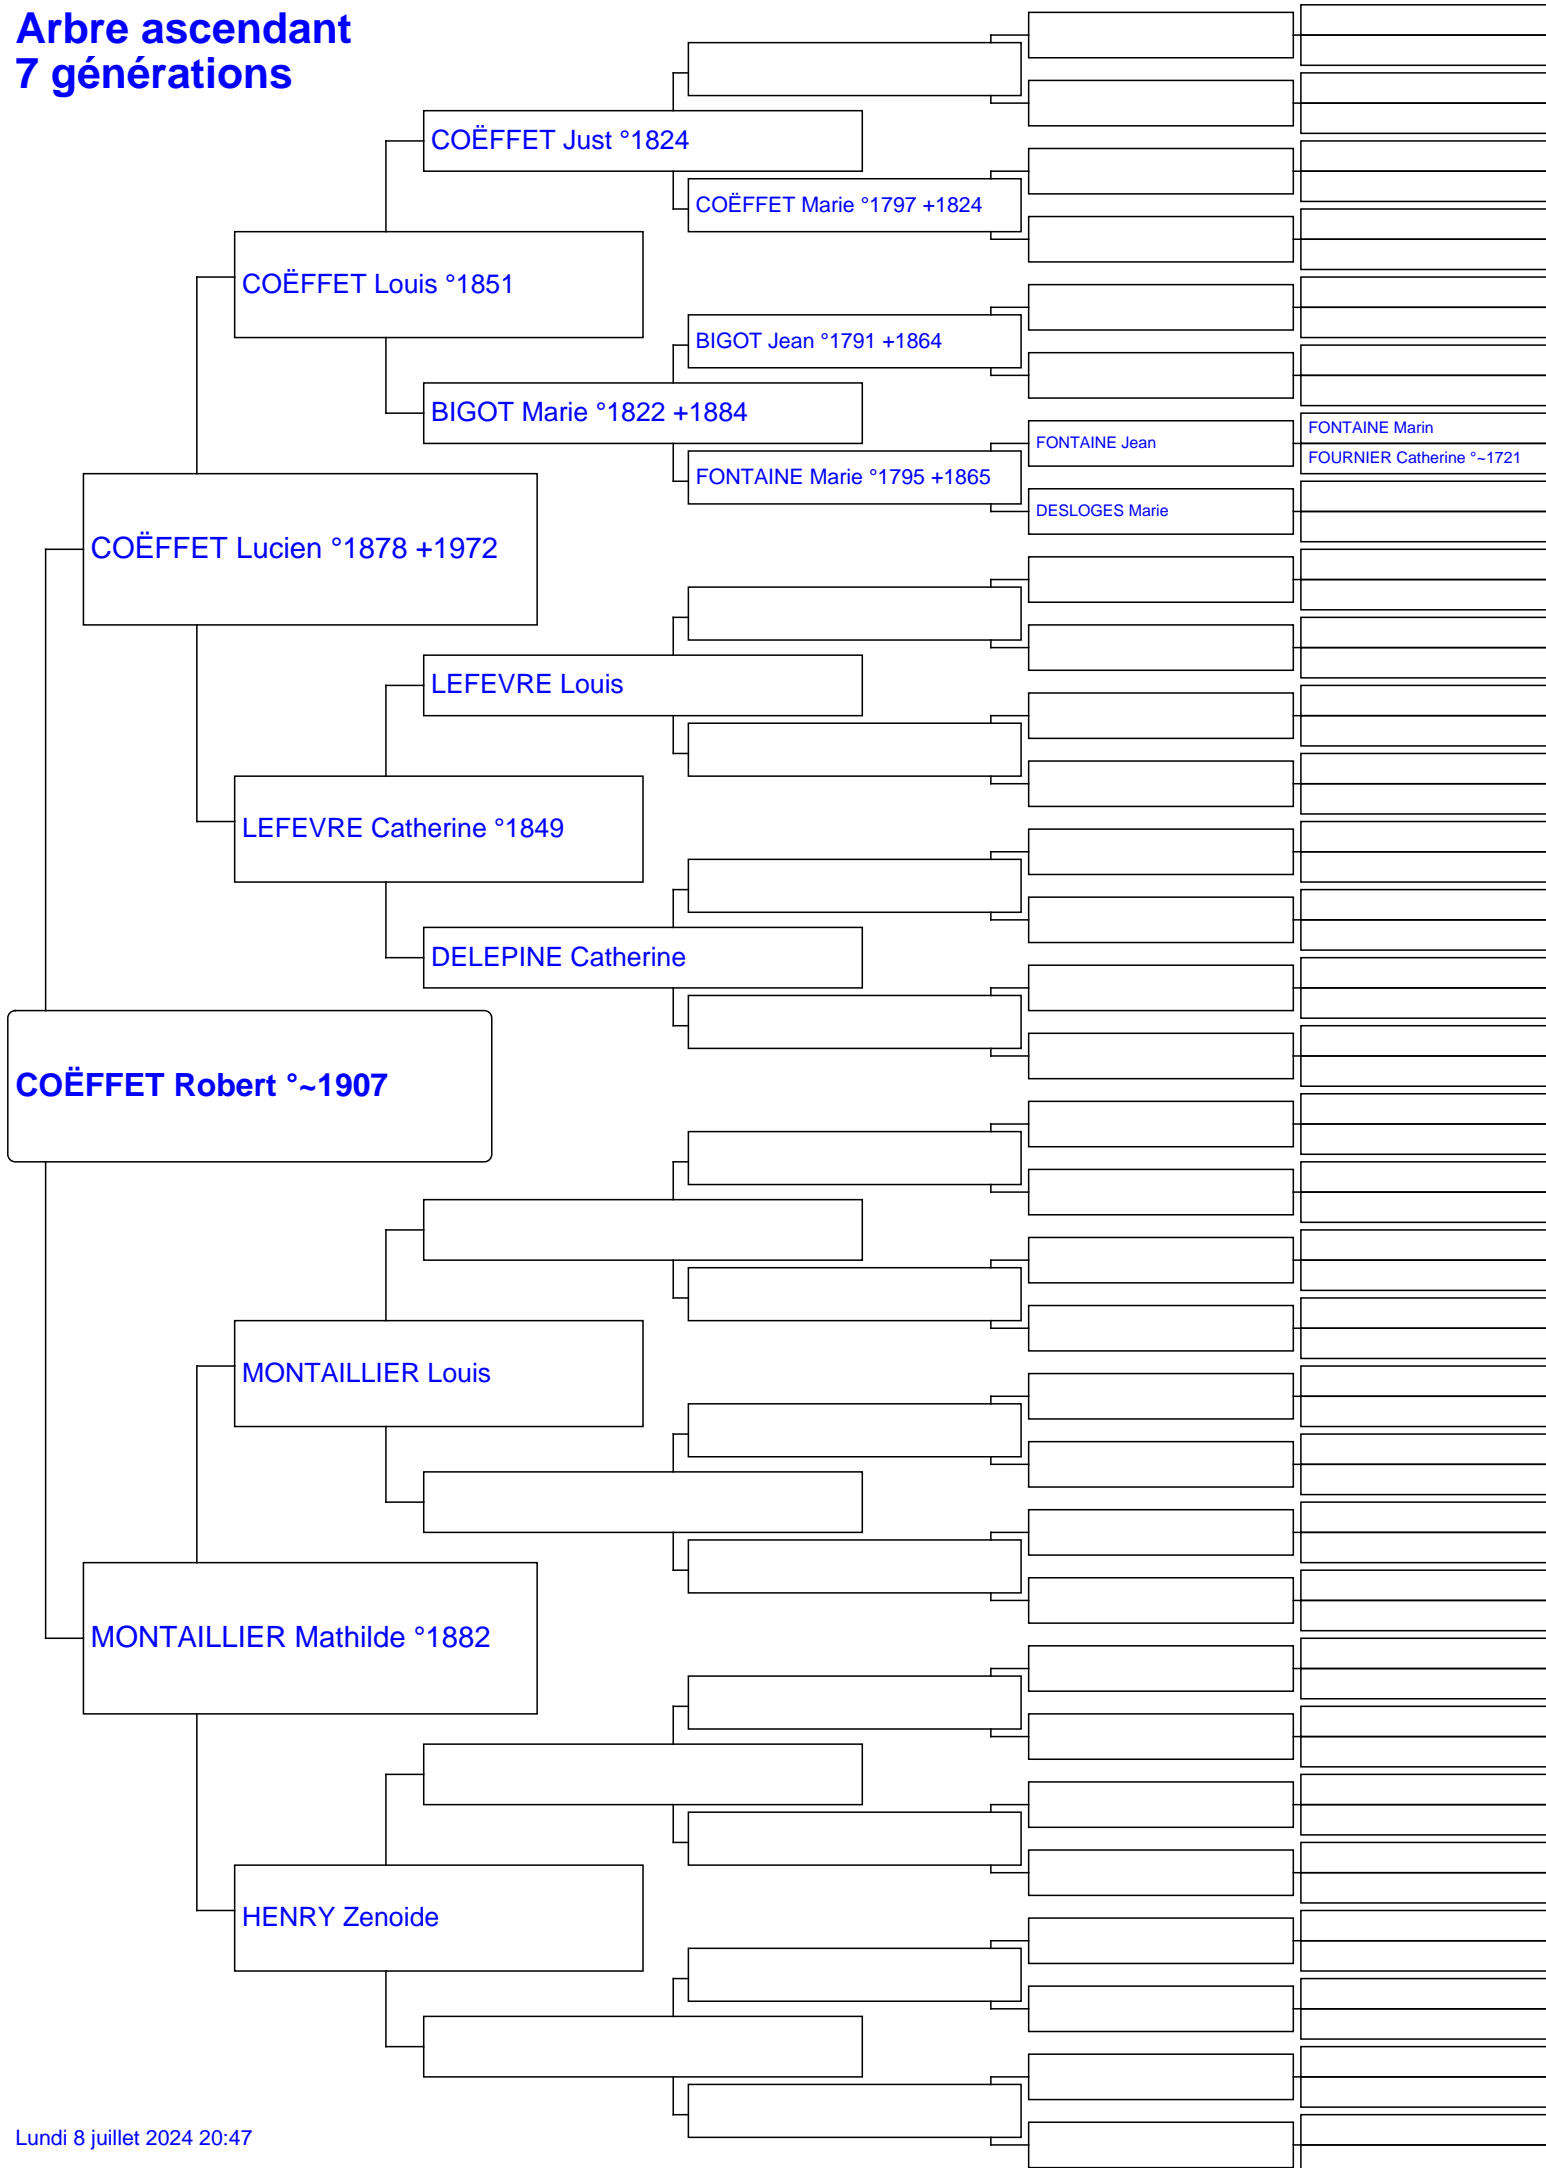 Arbre ascendant
7 générations
COËFFET Just °1824
COËFFET Marie °1797 +1824
COËFFET Louis °1851
BIGOT Jean °1791 +1864
BIGOT Marie °1822 +1884
FONTAINE Marin
FONTAINE Jean
FOURNIER Catherine °~1721
FONTAINE Marie °1795 +1865
DESLOGES Marie
COËFFET Lucien °1878 +1972
LEFEVRE Louis
LEFEVRE Catherine °1849
DELEPINE Catherine
COËFFET Robert °~1907
MONTAILLIER Louis
MONTAILLIER Mathilde °1882
HENRY Zenoide
Lundi 8 juillet 2024 20:47